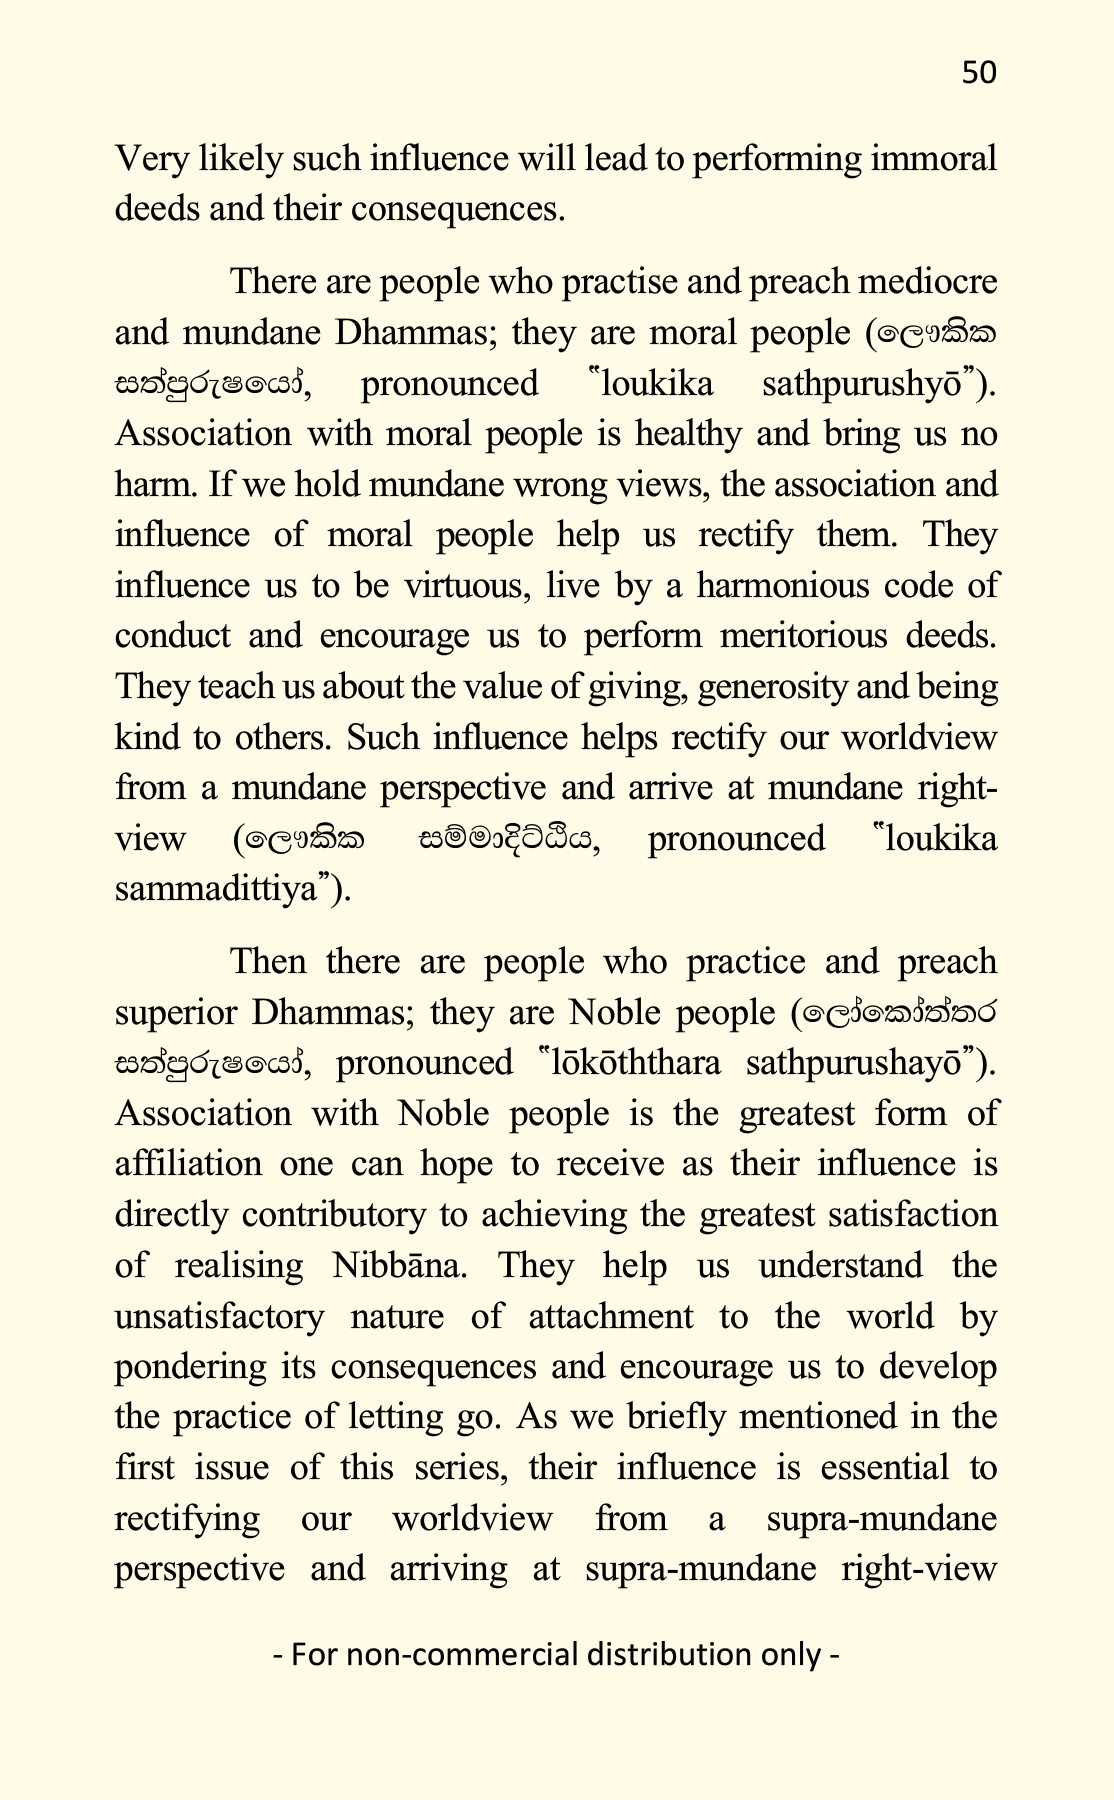 50
Very likely such influence will lead to performing immoral
deeds and their consequences.
There are people who practise and preach mediocre
and mundane Dhammas; they are moral people (ලෞකික
සත්පුරුෂයෝ, pronounced “loukika sathpurushyō”).
Association with moral people is healthy and bring us no
harm. If we hold mundane wrong views, the association and
influence of moral people help us rectify them. They
influence us to be virtuous, live by a harmonious code of
conduct and encourage us to perform meritorious deeds.
They teach us about the value of giving, generosity and being
kind to others. Such influence helps rectify our worldview
from a mundane perspective and arrive at mundane right-
view (ලෞකික සම්මාදිට්ඨිය, pronounced “loukika
sammadittiya”).
Then there are people who practice and preach
superior Dhammas; they are Noble people (ලෝකෝත්තර
සත්පුරුෂයෝ, pronounced “lōkōththara sathpurushayō”).
Association with Noble people is the greatest form of
affiliation one can hope to receive as their influence is
directly contributory to achieving the greatest satisfaction
of realising Nibbāna. They help us understand the
unsatisfactory nature of attachment to the world by
pondering its consequences and encourage us to develop
the practice of letting go. As we briefly mentioned in the
first issue of this series, their influence is essential to
rectifying our worldview from a supra-mundane
perspective and arriving at supra-mundane right-view
- For non-commercial distribution only -